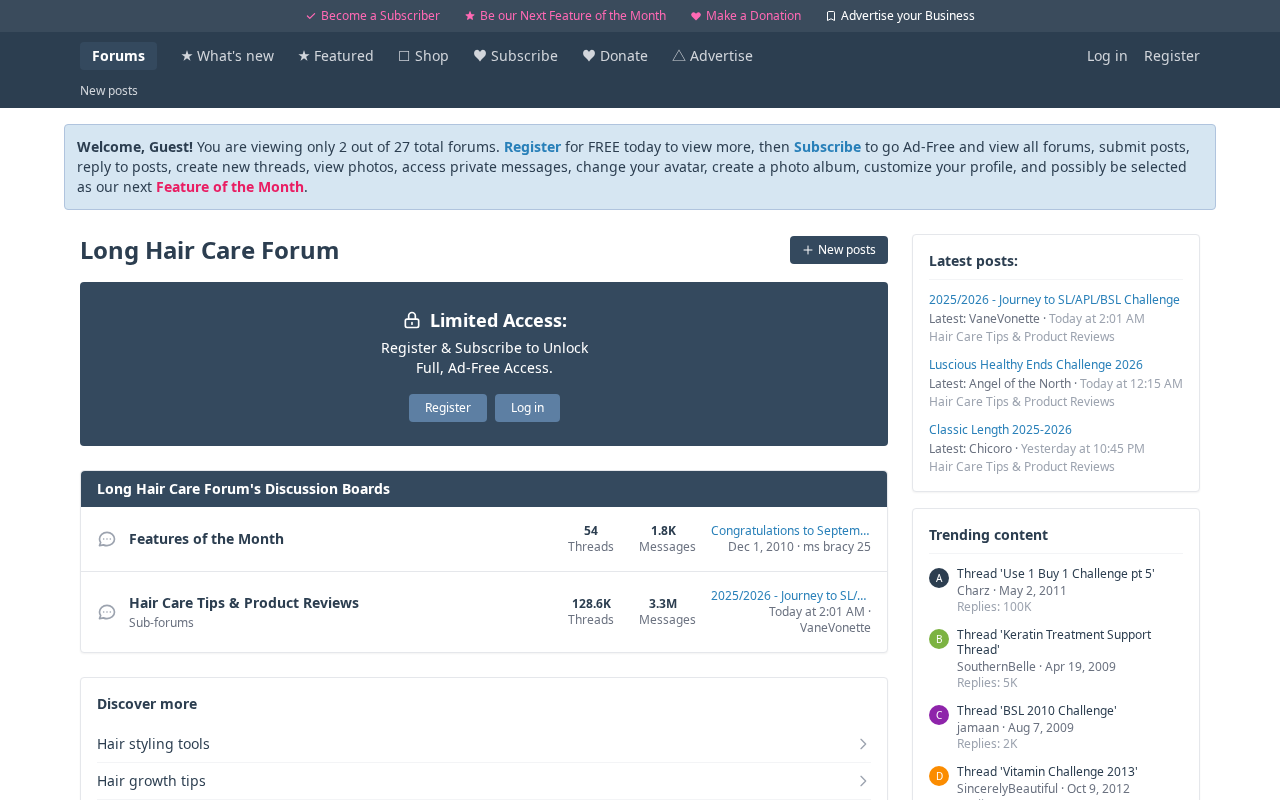 Become a Subscriber Be our Next Feature of the Month Make a Donation Advertise your Business
Forums ★ What's new ★ Featured □ Shop ♥ Subscribe ♥ Donate △ Advertise Log in Register
New posts
Welcome, Guest! You are viewing only 2 out of 27 total forums. Register for FREE today to view more, then Subscribe to go Ad-Free and view all forums, submit posts,
reply to posts, create new threads, view photos, access private messages, change your avatar, create a photo album, customize your profile, and possibly be selected
as our next Feature of the Month.
Long Hair Care Forum
New posts
Limited Access:
Register & Subscribe to Unlock
Full, Ad-Free Access.
Register Log in
Long Hair Care Forum's Discussion Boards
Features of the Month
54
Threads
1.8K
Messages
Congratulations to Septem...
Dec 1, 2010 · ms bracy 25
Hair Care Tips & Product Reviews
Sub-forums
128.6K
Threads
3.3M
Messages
2025/2026 - Journey to SL/...
Today at 2:01 AM ·
VaneVonette
Discover more
Hair styling tools
Hair growth tips
Latest posts:
2025/2026 - Journey to SL/APL/BSL Challenge
Latest: VaneVonette · Today at 2:01 AM
Hair Care Tips & Product Reviews
Luscious Healthy Ends Challenge 2026
Latest: Angel of the North · Today at 12:15 AM
Hair Care Tips & Product Reviews
Classic Length 2025-2026
Latest: Chicoro · Yesterday at 10:45 PM
Hair Care Tips & Product Reviews
Trending content
A
Thread 'Use 1 Buy 1 Challenge pt 5'
Charz · May 2, 2011
Replies: 100K
B
Thread 'Keratin Treatment Support
Thread'
SouthernBelle · Apr 19, 2009
Replies: 5K
C
Thread 'BSL 2010 Challenge'
jamaan · Aug 7, 2009
Replies: 2K
D
Thread 'Vitamin Challenge 2013'
SincerelyBeautiful · Oct 9, 2012